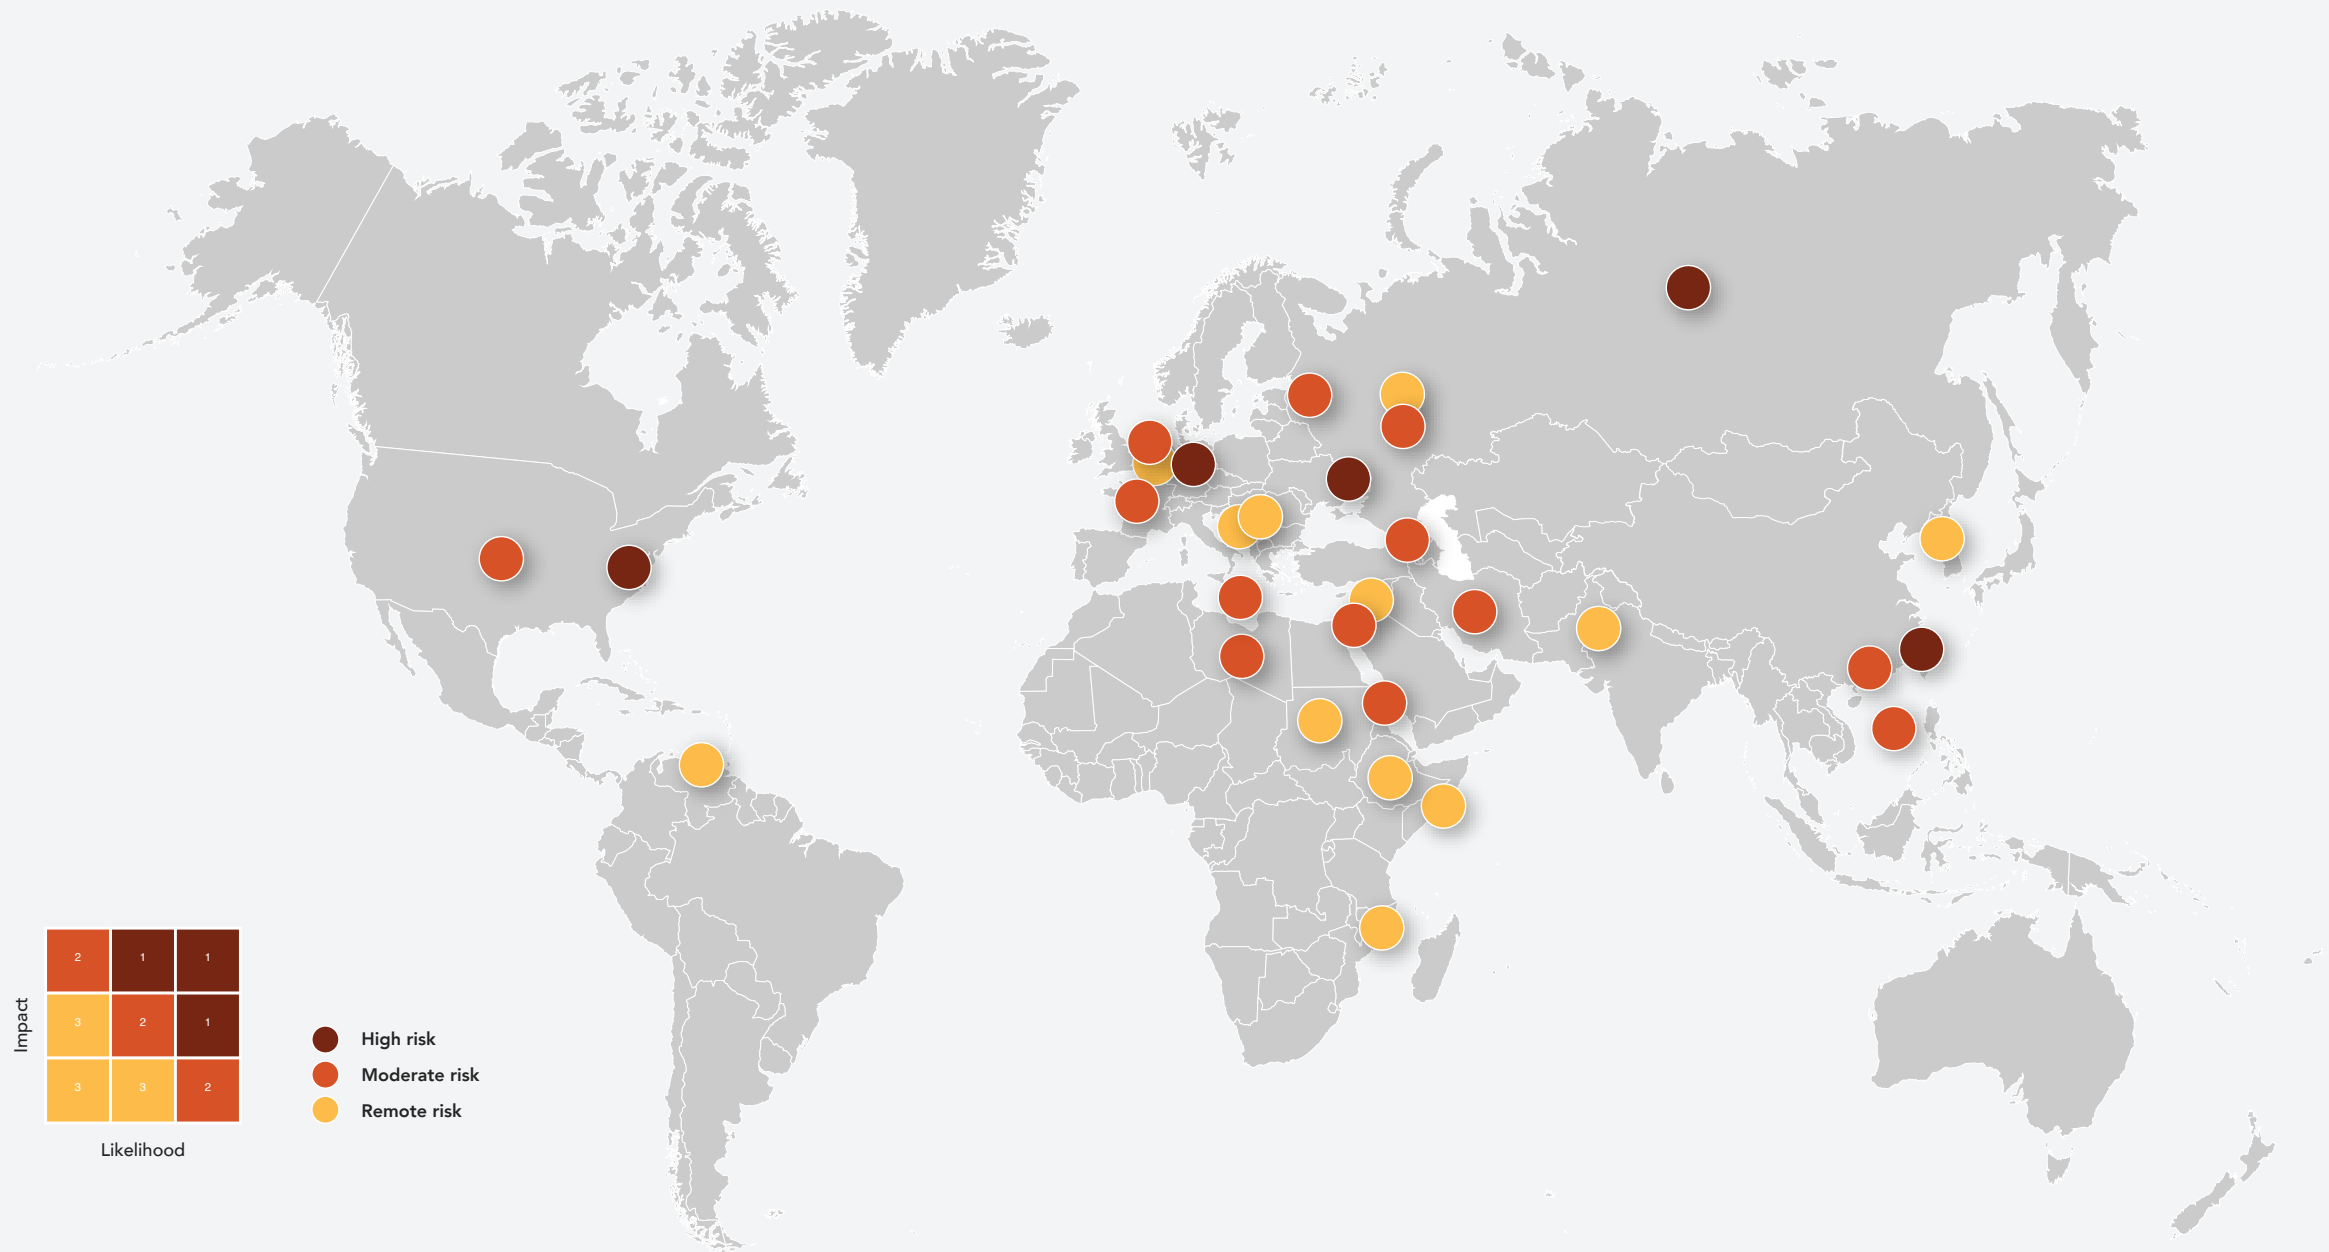 2 1 1
3 2 1
3 3 2
Impact
Likelihood
High risk
Moderate risk
Remote risk